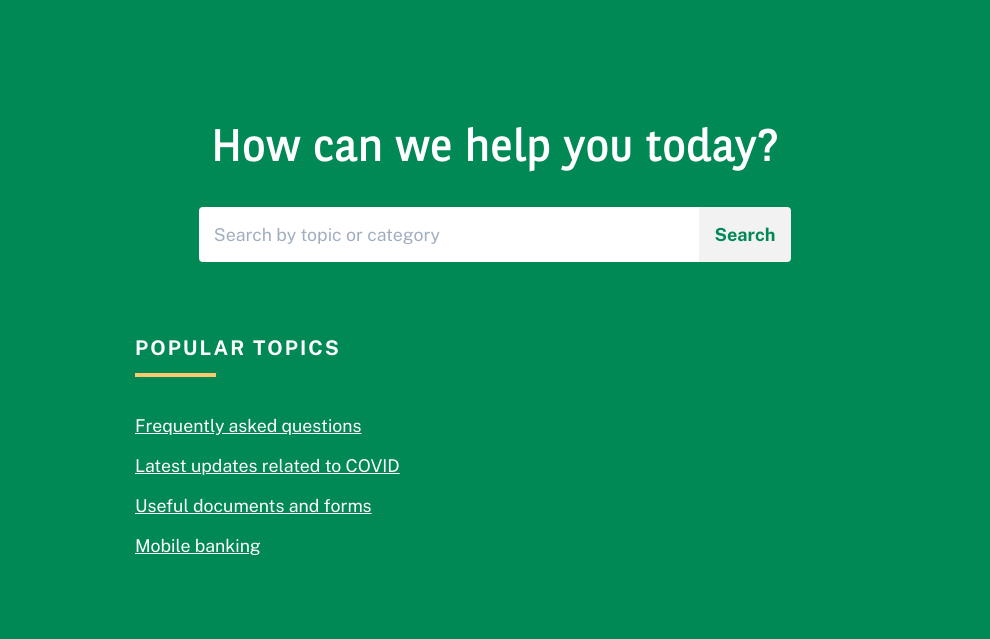 How can we help you today?
Search by topic or category
Search
POPULAR TOPICS
Frequently asked questions
Latest updates related to COVID
Useful documents and forms
Mobile banking